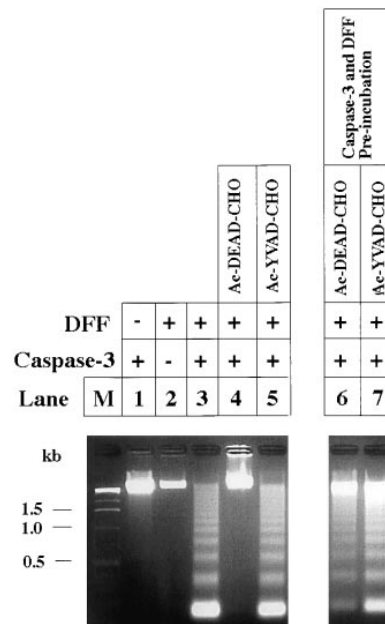 Caspase-3 and DFF
Pre-incubation
Ac-DEAD-CHO Ac-YVAD-CHO Ac-DEAD-CHO Ac-YVAD-CHO
DFF - + + + + + +
Caspase-3 + - + + + + +
Lane M 1 2 3 4 5 6 7
kb
1.5
1.0
0.5